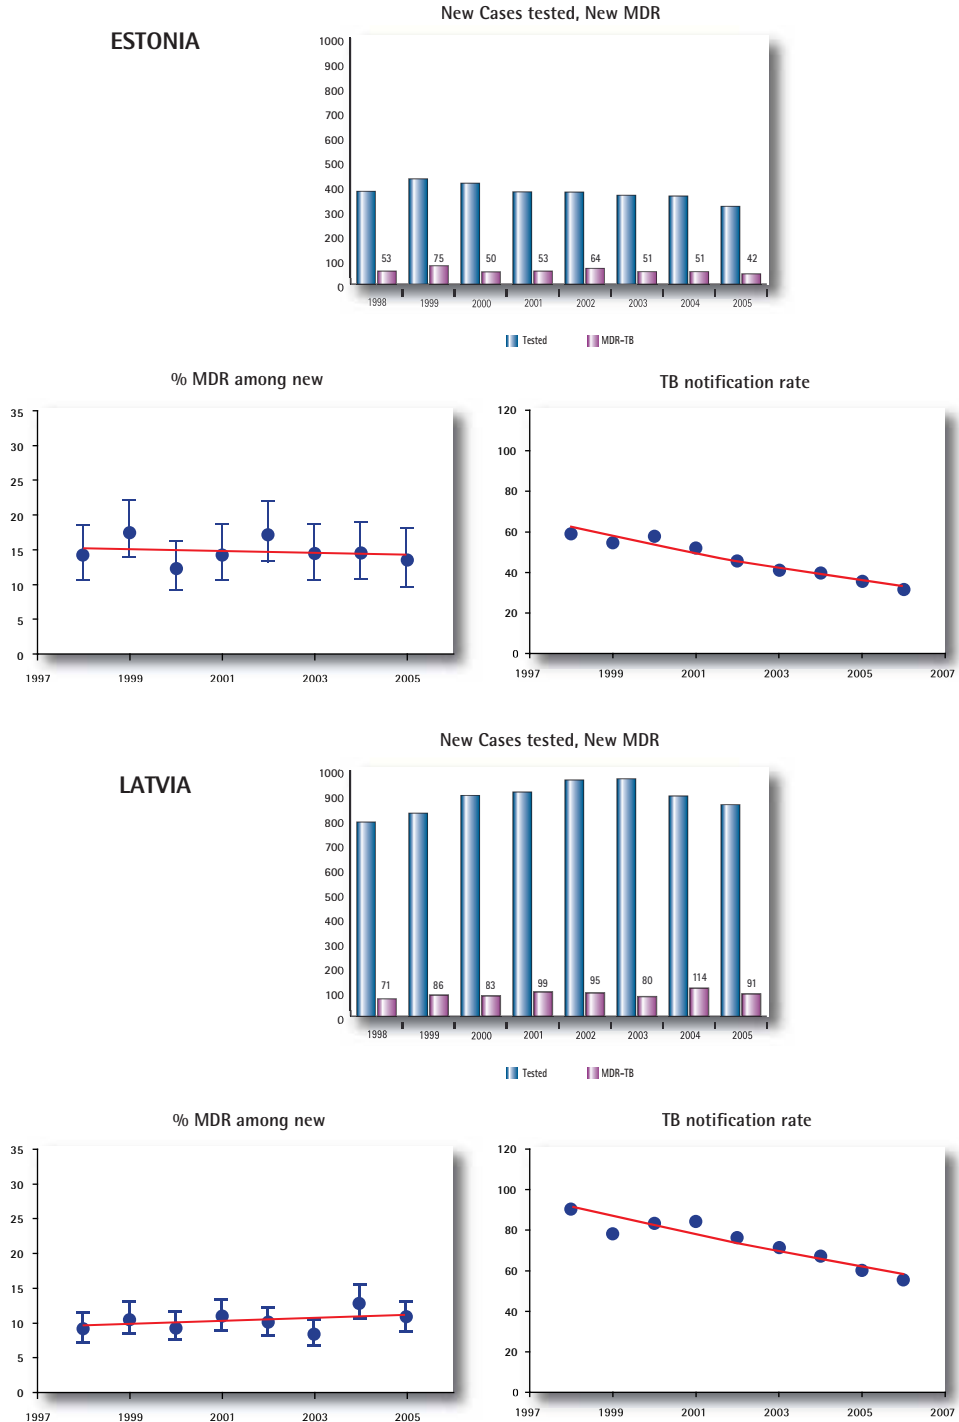 New Cases tested, New MDR
ESTONIA
1000
900
800
700
600
500
400
300
200
100
0
53 75 50 53 64 51 51 42
1998 1999 2000 2001 2002 2003 2004 2005
Tested MDR-TB
% MDR among new
35
30
25
20
15
10
5
0
1997 1999 2001 2003 2005
TB notification rate
120
100
80
60
40
20
0
1997 1999 2001 2003 2005 2007
New Cases tested, New MDR
LATVIA
1000
900
800
700
600
500
400
300
200
100
0
71 86 83 99 95 80 114 91
1998 1999 2000 2001 2002 2003 2004 2005
Tested MDR-TB
% MDR among new
35
30
25
20
15
10
5
0
1997 1999 2001 2003 2005
TB notification rate
120
100
80
60
40
20
0
1997 1999 2001 2003 2005 2007